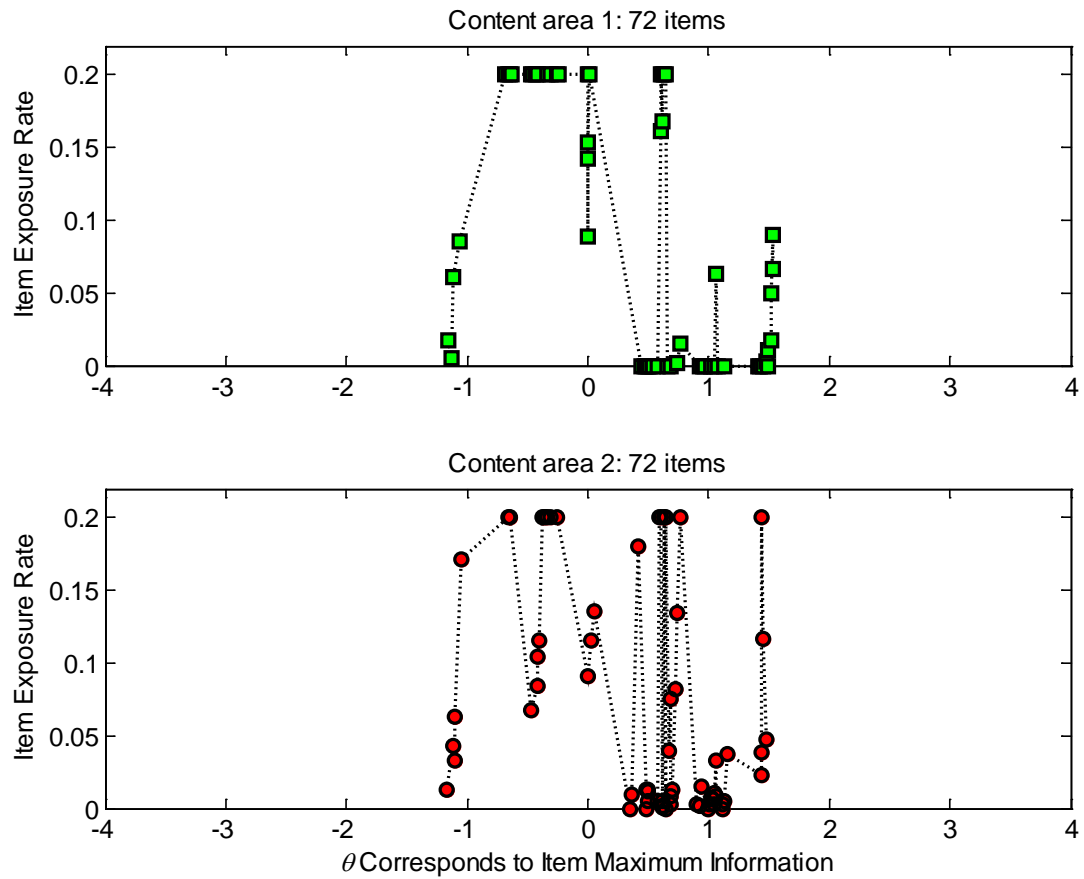 Content area 1: 72 items
Item Exposure Rate
0.2
0.15
0.1
0.05
0
-4 -3 -2 -1 0 1 2 3 4
Content area 2: 72 items
Item Exposure Rate
0.2
0.15
0.1
0.05
0
-4 -3 -2 -1 0 1 2 3 4
θ Corresponds to Item Maximum Information